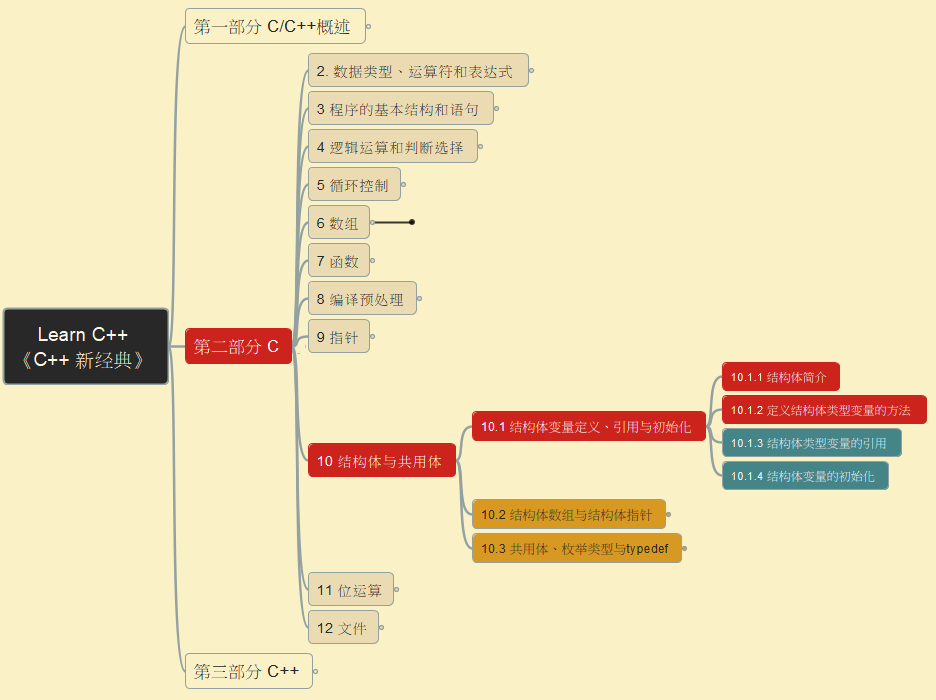 Learn C++
《C++ 新经典》
第一部分 C/C++概述
第二部分 C
2. 数据类型、运算符和表达式
3 程序的基本结构和语句
4 逻辑运算和判断选择
5 循环控制
6 数组
7 函数
8 编译预处理
9 指针
10 结构体与共用体
10.1 结构体变量定义、引用与初始化
10.1.1 结构体简介
10.1.2 定义结构体类型变量的方法
10.1.3 结构体类型变量的引用
10.1.4 结构体变量的初始化
10.2 结构体数组与结构体指针
10.3 共用体、枚举类型与typedef
11 位运算
12 文件
第三部分 C++